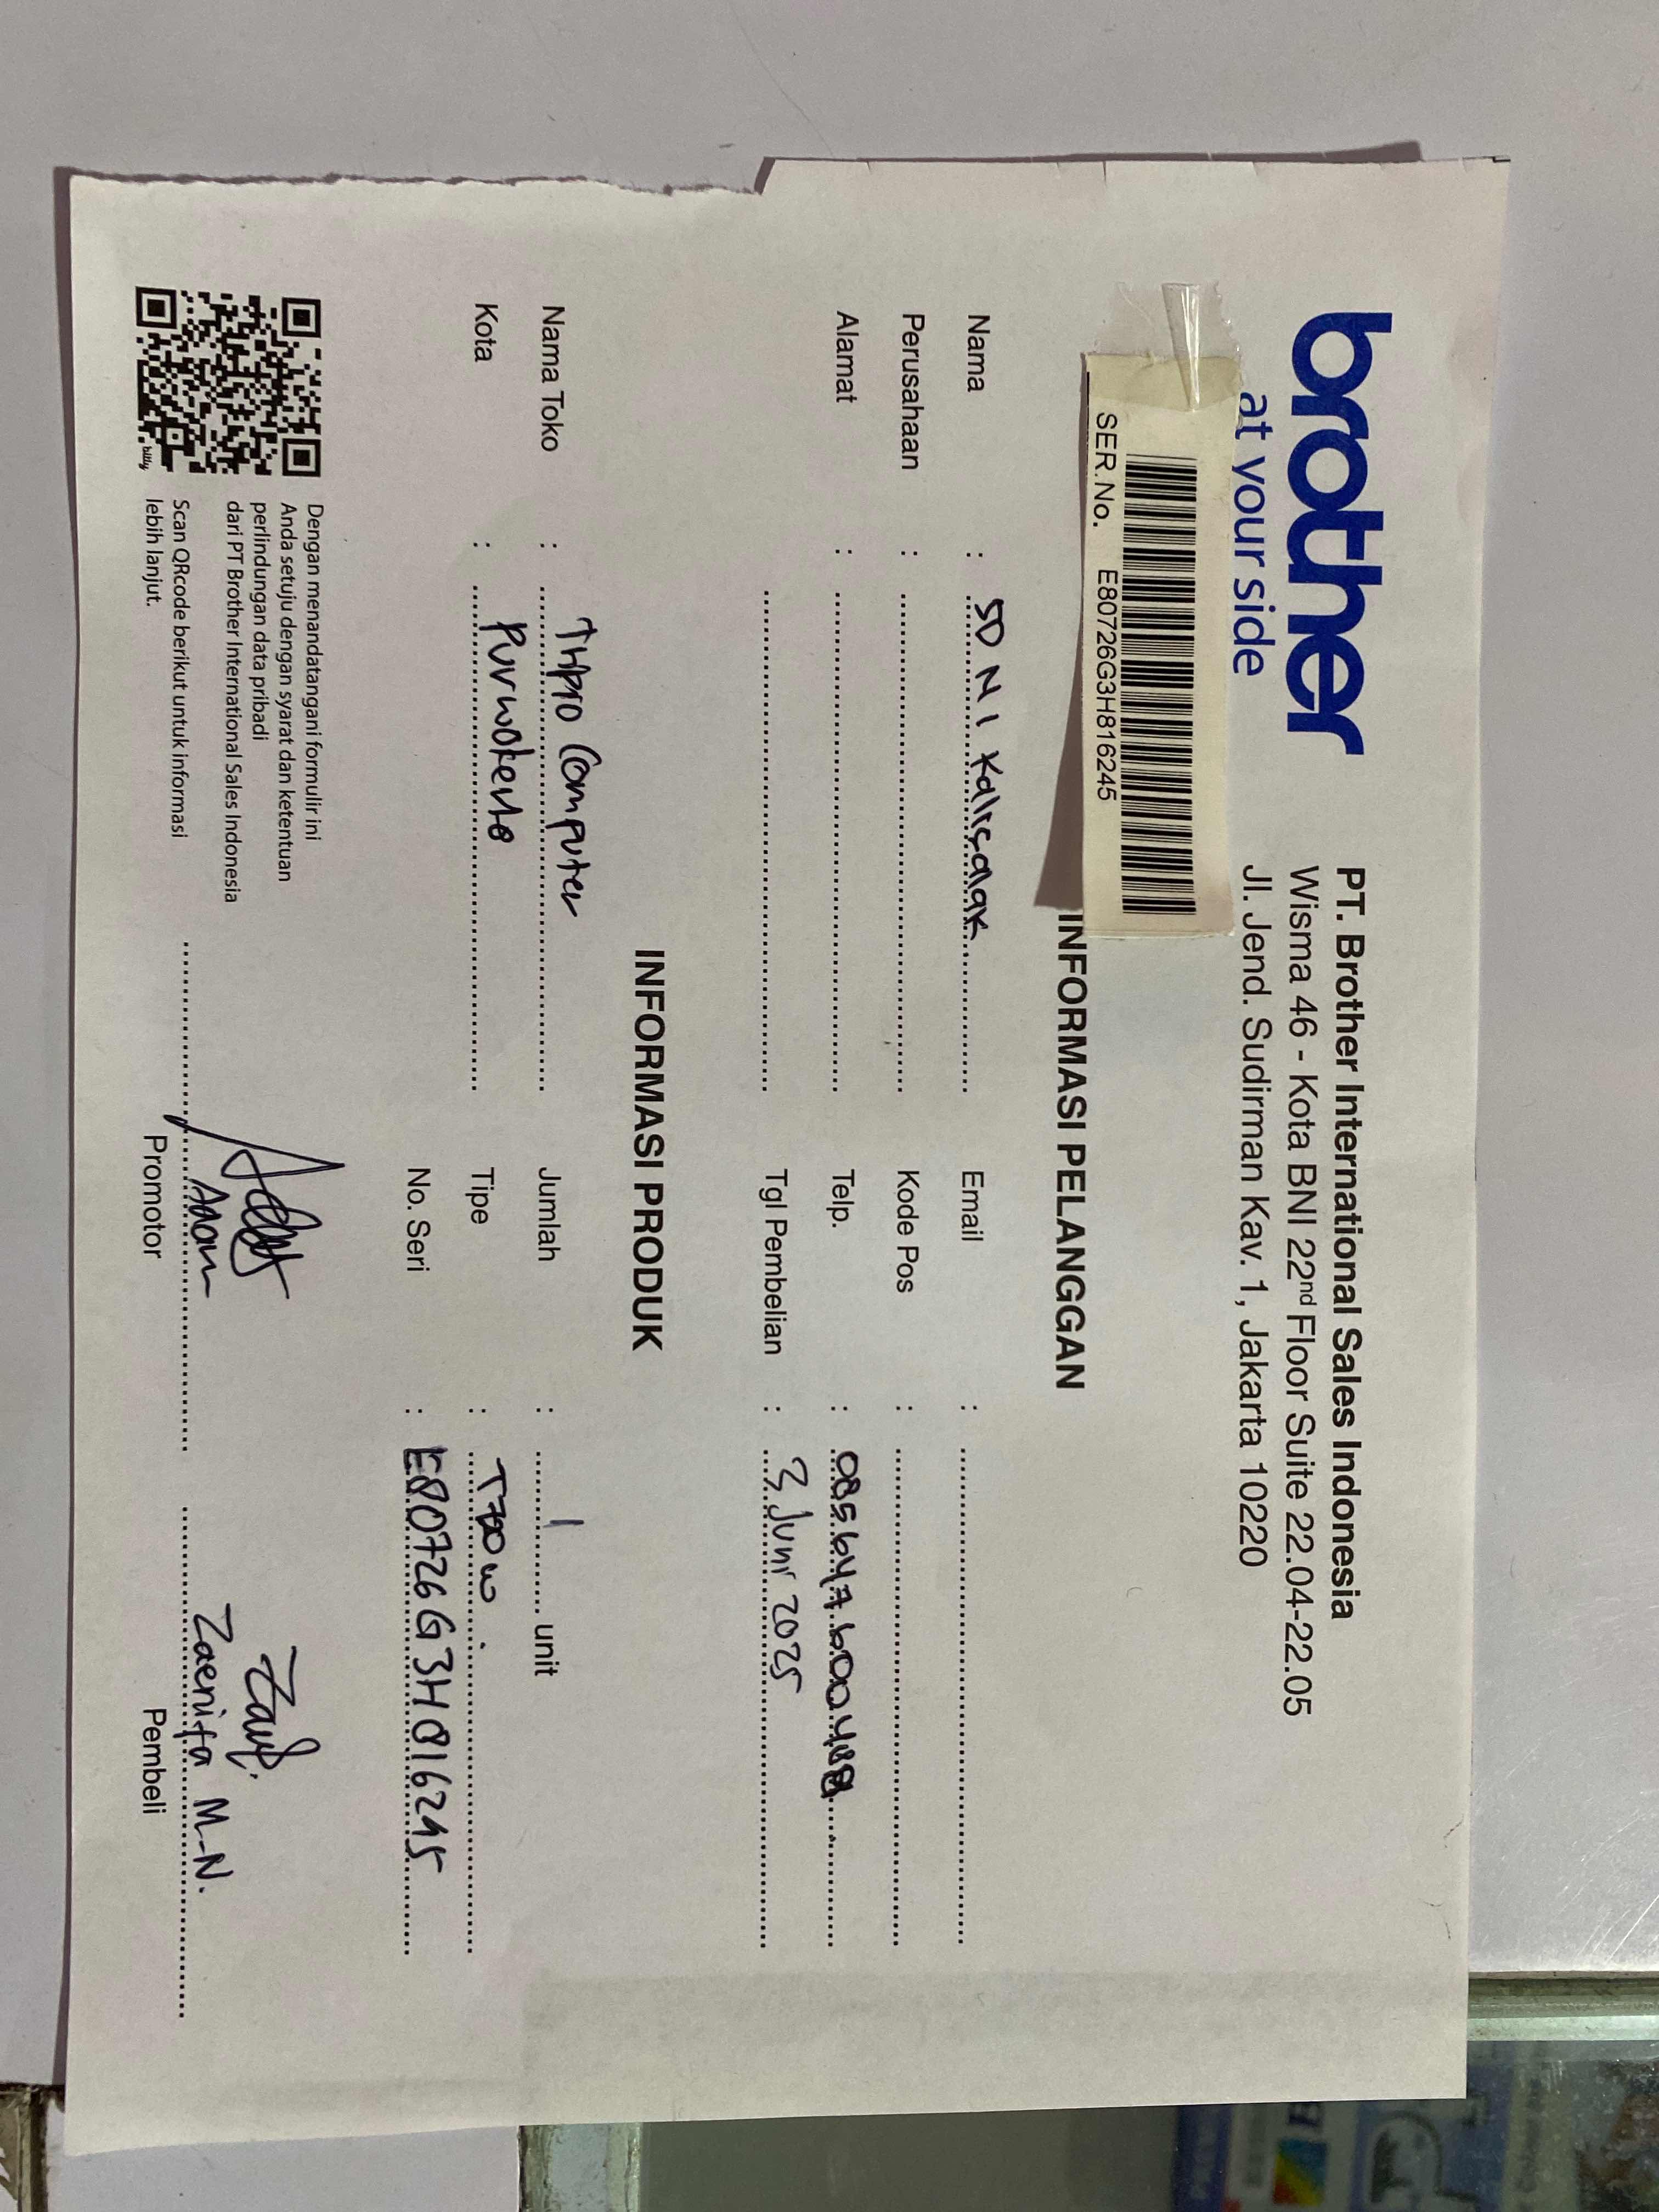 brother
at your side
PT. Brother International Sales Indonesia
Wisma 46 - Kota BNI 22nd Floor Suite 22.04-22.05
Jl. Jend. Sudirman Kav. 1, Jakarta 10220
SER.No. E80726G3H816245
INFORMASI PELANGGAN
Nama : SD N 1 Kalisalak
Email :
Perusahaan :
Kode Pos :
Alamat :
Telp. :
Tgl Pembelian : 3 Juni 2025
INFORMASI PRODUK
Nama Toko : THpro Computer
Jumlah : 1 unit
Kota : Purwokerto
Tipe : T720w
No. Seri : E80726G3H816245
Dengan menandatangani formulir ini
Anda setuju dengan syarat dan ketentuan
perlindungan data pribadi
dari PT Brother International Sales Indonesia
Scan QRcode berikut untuk informasi
lebih lanjut.
bitly
Promotor
Zaenita M-N.
Pembeli